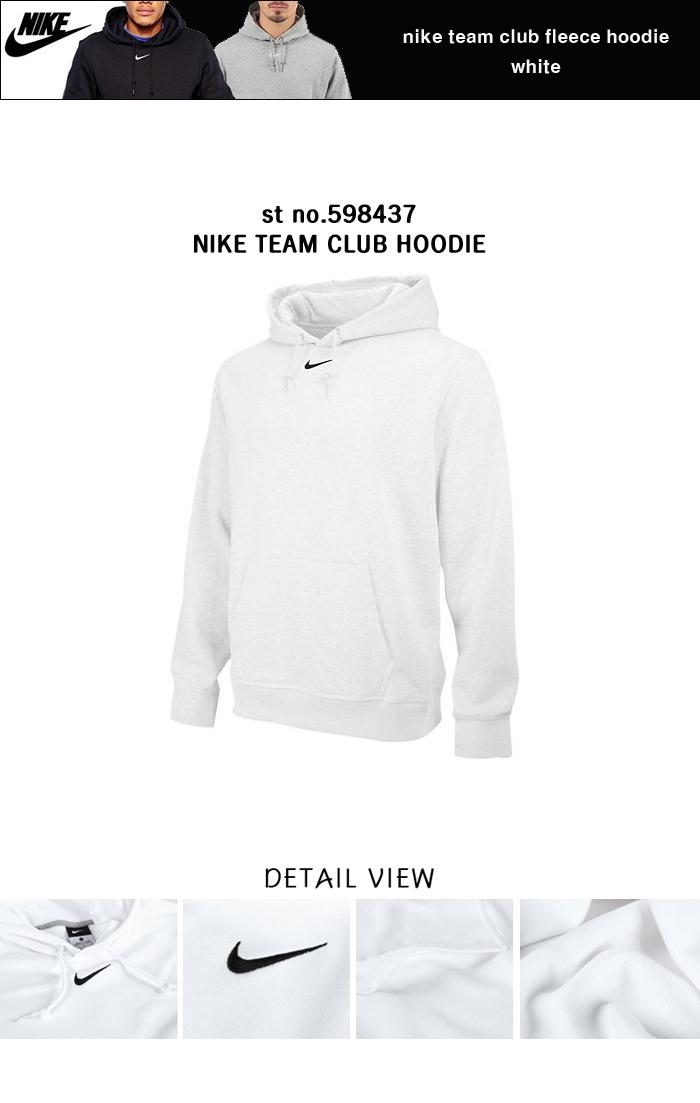 NIKE
nike team club fleece hoodie
white
st no.598437
NIKE TEAM CLUB HOODIE
DETAIL VIEW